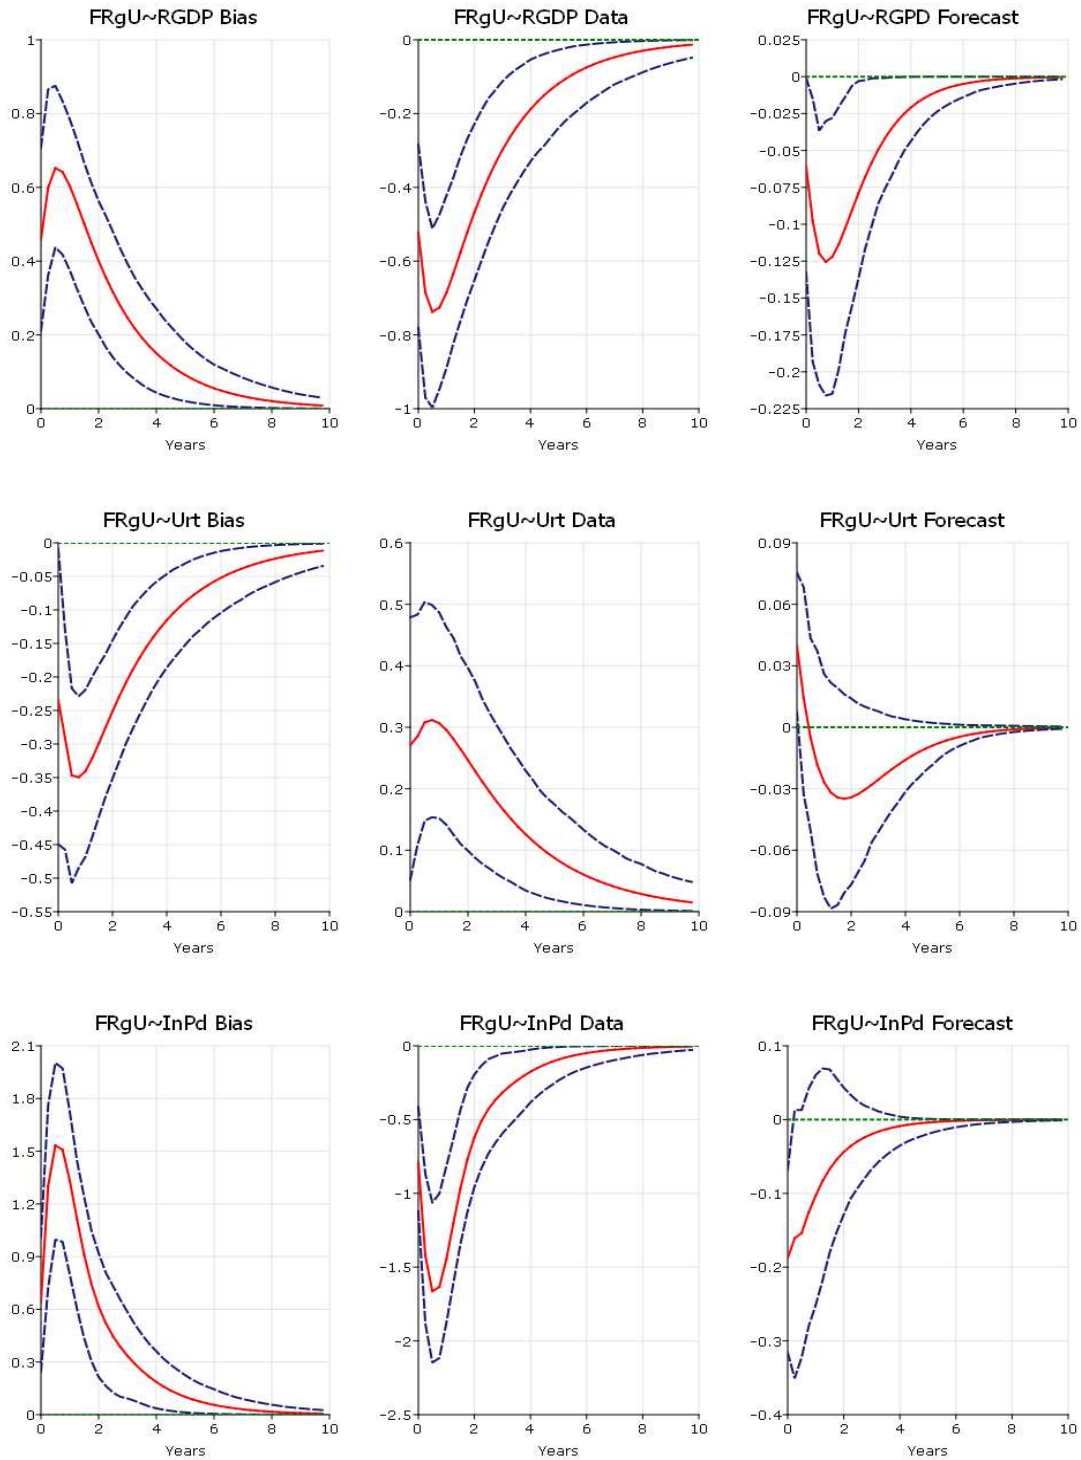 FRgU~RGDP Bias
FRgU~RGDP Data
FRgU~RGPD Forecast
1
0.8
0.6
0.4
0.2
0
0 2 4 6 8 10
Years
0
-0.2
-0.4
-0.6
-0.8
-1
0 2 4 6 8 10
Years
0.025
0
-0.025
-0.05
-0.075
-0.1
-0.125
-0.15
-0.175
-0.2
-0.225
0 2 4 6 8 10
Years
FRgU~Urt Bias
FRgU~Urt Data
FRgU~Urt Forecast
0
-0.05
-0.1
-0.15
-0.2
-0.25
-0.3
-0.35
-0.4
-0.45
-0.5
-0.55
0 2 4 6 8 10
Years
0.6
0.5
0.4
0.3
0.2
0.1
0
0 2 4 6 8 10
Years
0.09
0.06
0.03
0
-0.03
-0.06
-0.09
0 2 4 6 8 10
Years
FRgU~InPd Bias
FRgU~InPd Data
FRgU~InPd Forecast
2.1
1.8
1.5
1.2
0.9
0.6
0.3
0
0 2 4 6 8 10
Years
0
-0.5
-1
-1.5
-2
-2.5
0 2 4 6 8 10
Years
0.1
0
-0.1
-0.2
-0.3
-0.4
0 2 4 6 8 10
Years